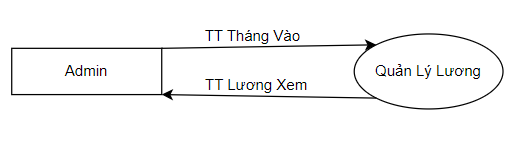 TT Tháng Vào
Admin
Quản Lý Lương
TT Lương Xem